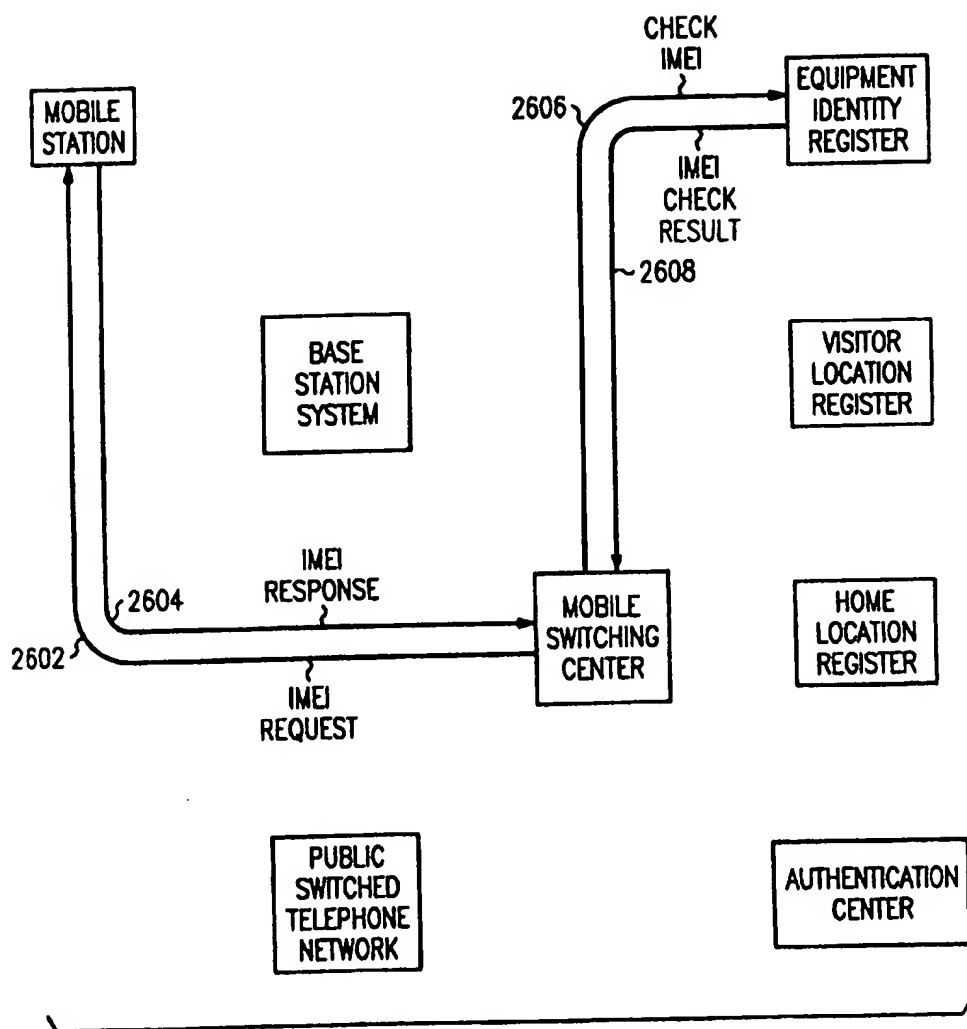 CHECK
IMEI
EQUIPMENT
IDENTITY
REGISTER
2606
MOBILE
STATION
IMEI
CHECK
RESULT
2608
BASE
STATION
SYSTEM
VISITOR
LOCATION
REGISTER
IMEI
RESPONSE
2604
2602
MOBILE
SWITCHING
CENTER
HOME
LOCATION
REGISTER
IMEI
REQUEST
PUBLIC
SWITCHED
TELEPHONE
NETWORK
AUTHENTICATION
CENTER